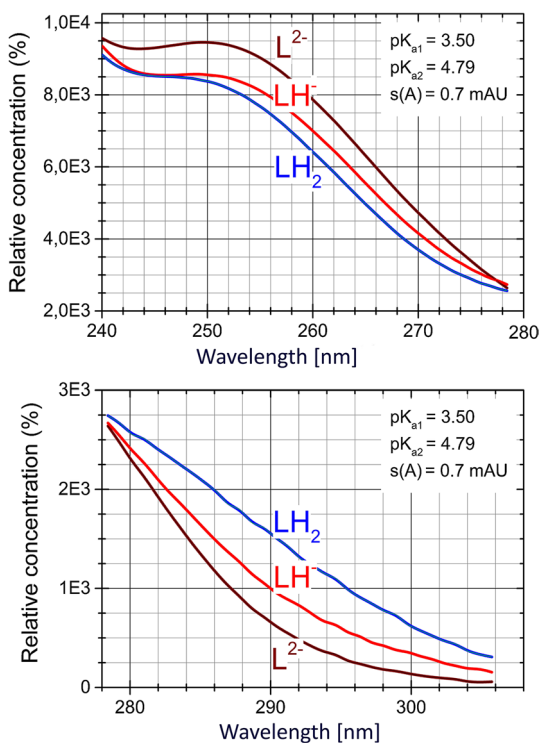 Relative concentration (%)
1,0E4
8,0E3
6,0E3
4,0E3
2,0E3
L²⁻
LH⁻
LH₂
pKₐ₁ = 3.50
pKₐ₂ = 4.79
s(A) = 0.7 mAU
240 250 260 270 280
Wavelength [nm]
Relative concentration (%)
3E3
2E3
1E3
0
pKₐ₁ = 3.50
pKₐ₂ = 4.79
s(A) = 0.7 mAU
LH₂
LH⁻
L²⁻
280 290 300
Wavelength [nm]